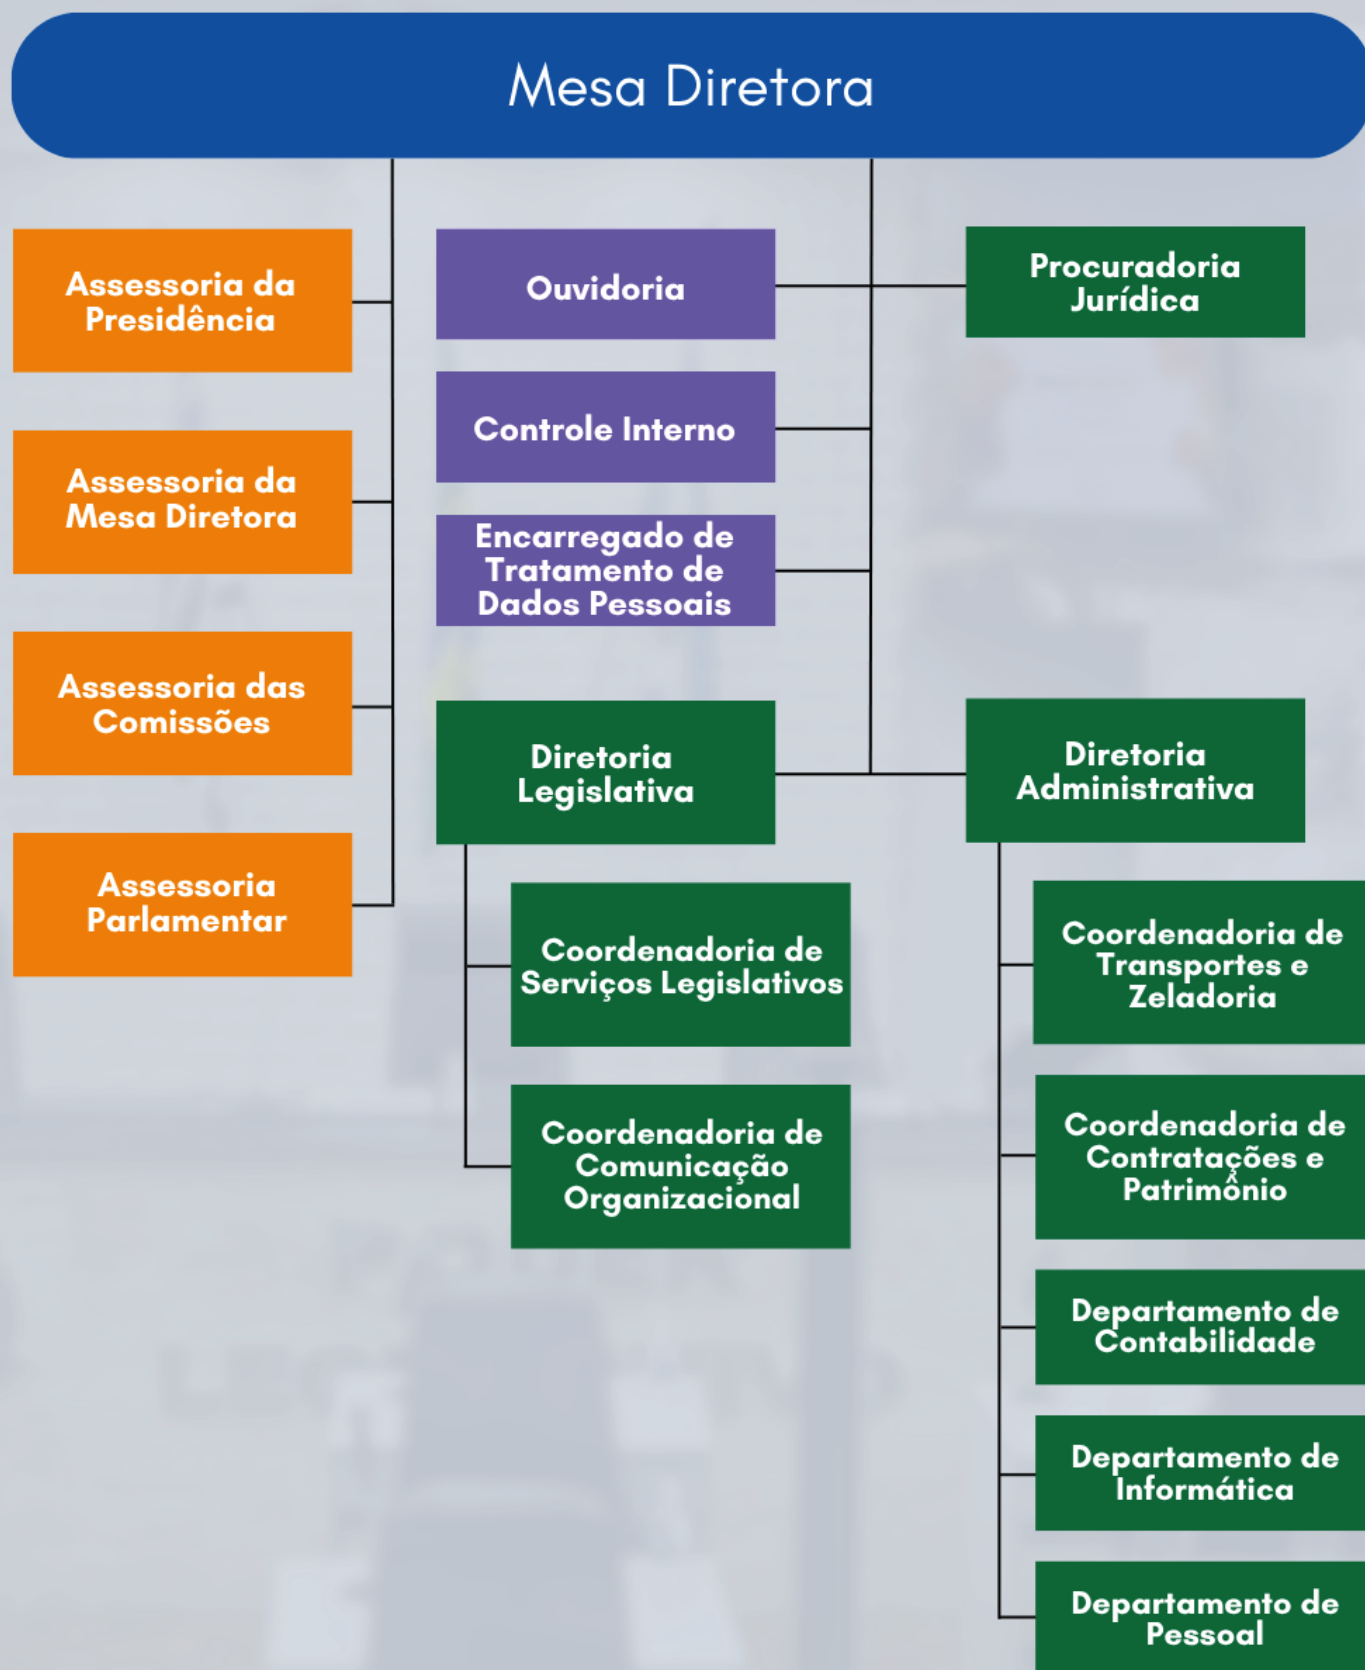 Mesa Diretora
Assessoria da
Presidência
Assessoria da
Mesa Diretora
Assessoria das
Comissões
Assessoria
Parlamentar
Ouvidoria
Controle Interno
Encarregado de
Tratamento de
Dados Pessoais
Procuradoria
Jurídica
Diretoria
Legislativa
Coordenadoria de
Serviços Legislativos
Coordenadoria de
Comunicação
Organizacional
Diretoria
Administrativa
Coordenadoria de
Transportes e
Zeladoria
Coordenadoria de
Contratações e
Patrimônio
Departamento de
Contabilidade
Departamento de
Informática
Departamento de
Pessoal